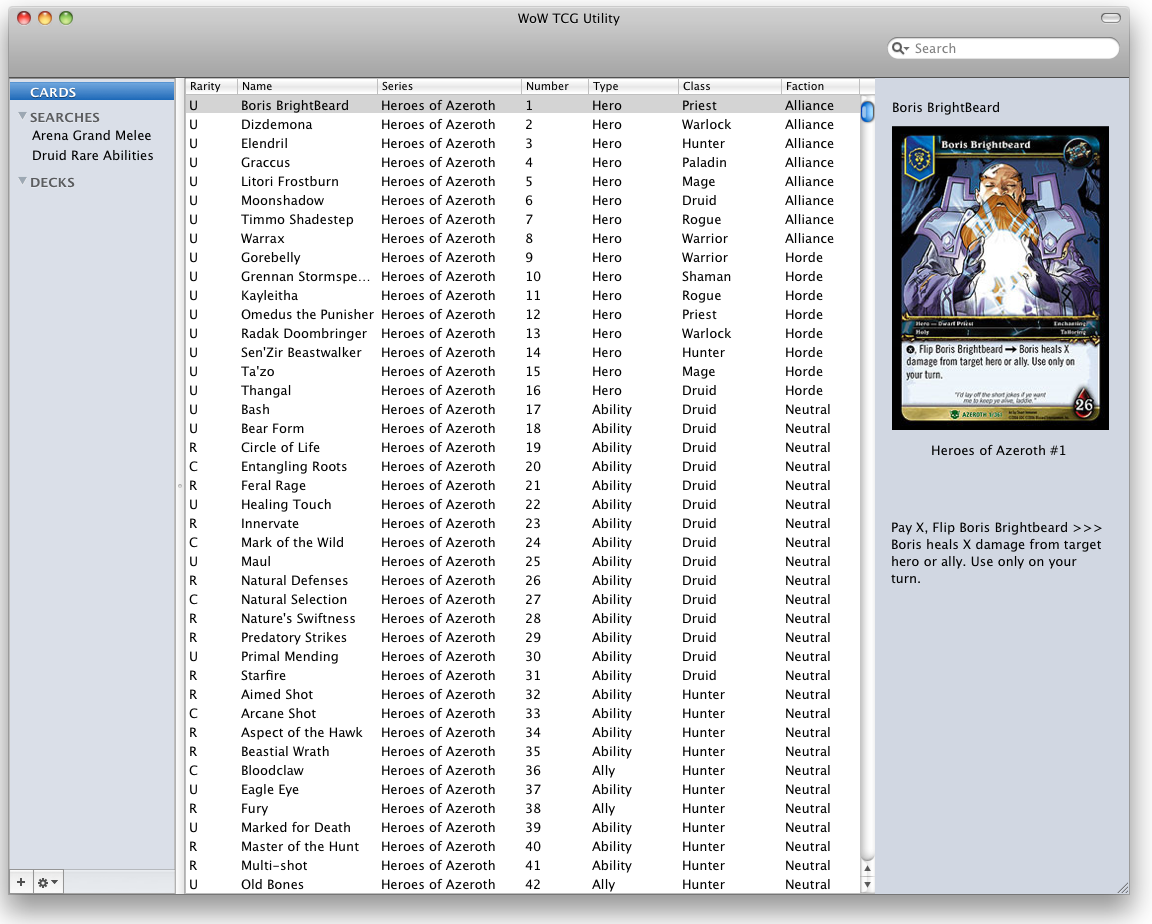 WoW TCG Utility
Search
CARDS
SEARCHES
Arena Grand Melee
Druid Rare Abilities
DECKS
Rarity Name Series Number Type Class Faction
U Boris BrightBeard Heroes of Azeroth 1 Hero Priest Alliance
U Dizdemona Heroes of Azeroth 2 Hero Warlock Alliance
U Elendril Heroes of Azeroth 3 Hero Hunter Alliance
U Graccus Heroes of Azeroth 4 Hero Paladin Alliance
U Litori Frostburn Heroes of Azeroth 5 Hero Mage Alliance
U Moonshadow Heroes of Azeroth 6 Hero Druid Alliance
U Timmo Shadestep Heroes of Azeroth 7 Hero Rogue Alliance
U Warrax Heroes of Azeroth 8 Hero Warrior Alliance
U Gorebelly Heroes of Azeroth 9 Hero Warrior Horde
U Grennan Stormspe... Heroes of Azeroth 10 Hero Shaman Horde
U Kayleitha Heroes of Azeroth 11 Hero Rogue Horde
U Omedus the Punisher Heroes of Azeroth 12 Hero Priest Horde
U Radak Doombringer Heroes of Azeroth 13 Hero Warlock Horde
U Sen'Zir Beastwalker Heroes of Azeroth 14 Hero Hunter Horde
U Ta'zo Heroes of Azeroth 15 Hero Mage Horde
U Thangal Heroes of Azeroth 16 Hero Druid Horde
U Bash Heroes of Azeroth 17 Ability Druid Neutral
U Bear Form Heroes of Azeroth 18 Ability Druid Neutral
R Circle of Life Heroes of Azeroth 19 Ability Druid Neutral
C Entangling Roots Heroes of Azeroth 20 Ability Druid Neutral
R Feral Rage Heroes of Azeroth 21 Ability Druid Neutral
U Healing Touch Heroes of Azeroth 22 Ability Druid Neutral
R Innervate Heroes of Azeroth 23 Ability Druid Neutral
C Mark of the Wild Heroes of Azeroth 24 Ability Druid Neutral
U Maul Heroes of Azeroth 25 Ability Druid Neutral
R Natural Defenses Heroes of Azeroth 26 Ability Druid Neutral
C Natural Selection Heroes of Azeroth 27 Ability Druid Neutral
R Nature's Swiftness Heroes of Azeroth 28 Ability Druid Neutral
R Predatory Strikes Heroes of Azeroth 29 Ability Druid Neutral
U Primal Mending Heroes of Azeroth 30 Ability Druid Neutral
R Starfire Heroes of Azeroth 31 Ability Druid Neutral
R Aimed Shot Heroes of Azeroth 32 Ability Hunter Neutral
C Arcane Shot Heroes of Azeroth 33 Ability Hunter Neutral
R Aspect of the Hawk Heroes of Azeroth 34 Ability Hunter Neutral
R Beastial Wrath Heroes of Azeroth 35 Ability Hunter Neutral
C Bloodclaw Heroes of Azeroth 36 Ally Hunter Neutral
U Eagle Eye Heroes of Azeroth 37 Ability Hunter Neutral
R Fury Heroes of Azeroth 38 Ally Hunter Neutral
U Marked for Death Heroes of Azeroth 39 Ability Hunter Neutral
R Master of the Hunt Heroes of Azeroth 40 Ability Hunter Neutral
R Multi-shot Heroes of Azeroth 41 Ability Hunter Neutral
U Old Bones Heroes of Azeroth 42 Ally Hunter Neutral
Boris BrightBeard
Boris Brightbeard
Hero — Dwarf Priest Enchanting
Holy Tailoring
X, Flip Boris Brightbeard → Boris heals X
damage from target hero or ally. Use only on
your turn.
"I'd lay off the short jokes if ye want
me to keep ye alive, laddie."
AZEROTH 1/361
26
Heroes of Azeroth #1
Pay X, Flip Boris Brightbeard >>>
Boris heals X damage from target
hero or ally. Use only on your
turn.